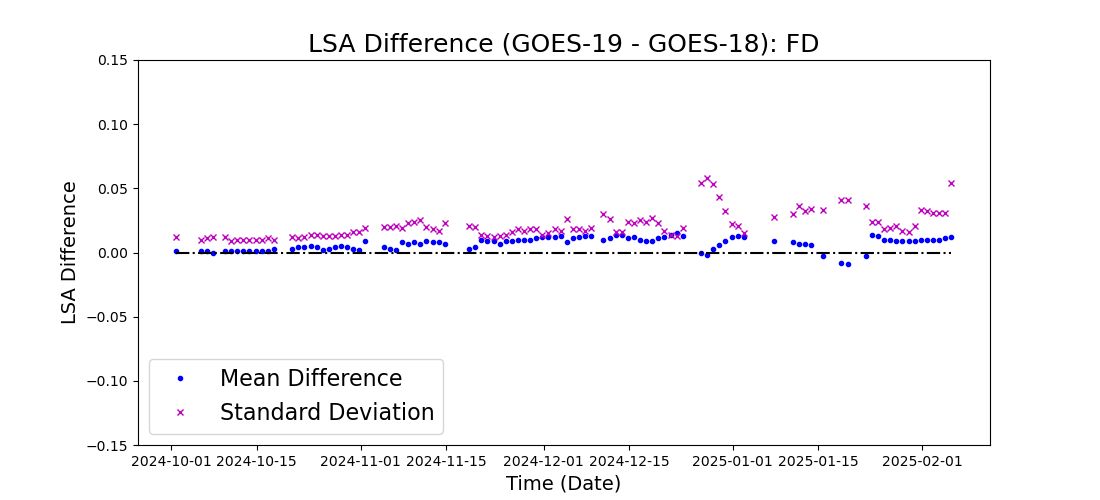 LSA Difference (GOES-19 - GOES-18): FD
0.15
0.10
0.05
0.00
−0.05
−0.10
−0.15
LSA Difference
Mean Difference
Standard Deviation
2024-10-01 2024-10-15 2024-11-01 2024-11-15 2024-12-01 2024-12-15 2025-01-01 2025-01-15 2025-02-01
Time (Date)